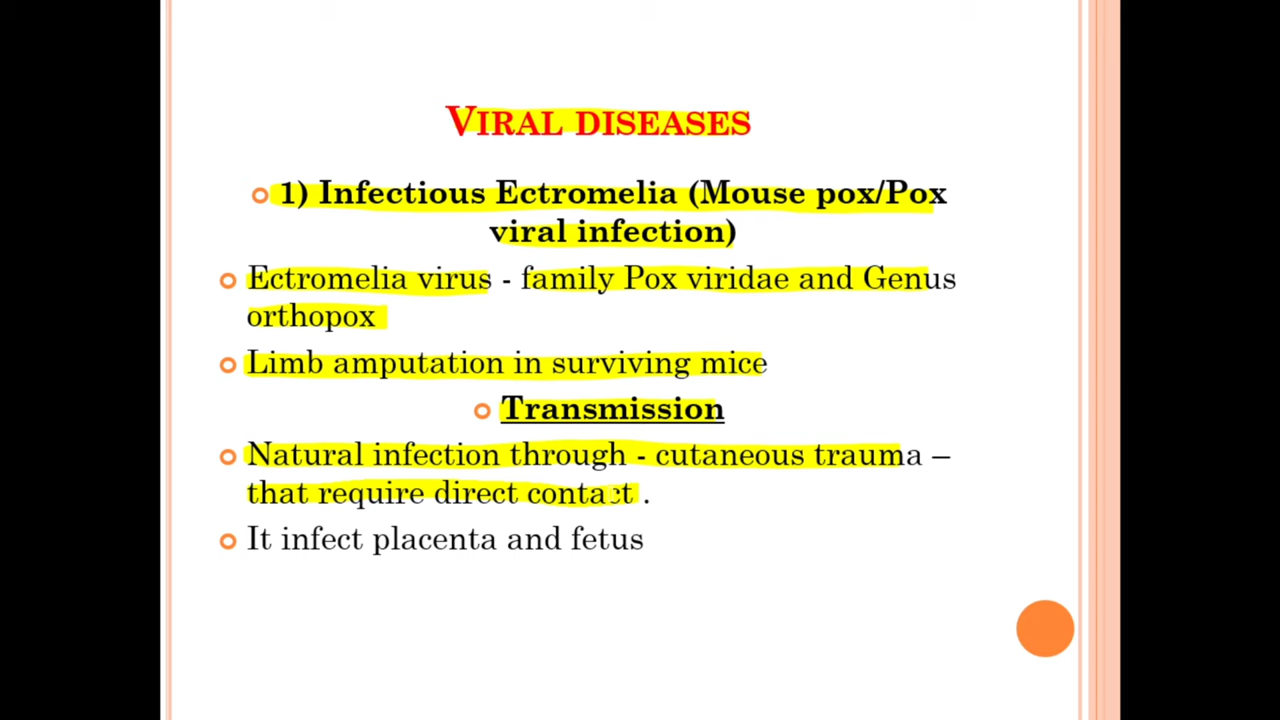 VIRAL DISEASES
1) Infectious Ectromelia (Mouse pox/Pox
viral infection)
Ectromelia virus - family Pox viridae and Genus
orthopox
Limb amputation in surviving mice
Transmission
Natural infection through - cutaneous trauma –
that require direct contact .
It infect placenta and fetus